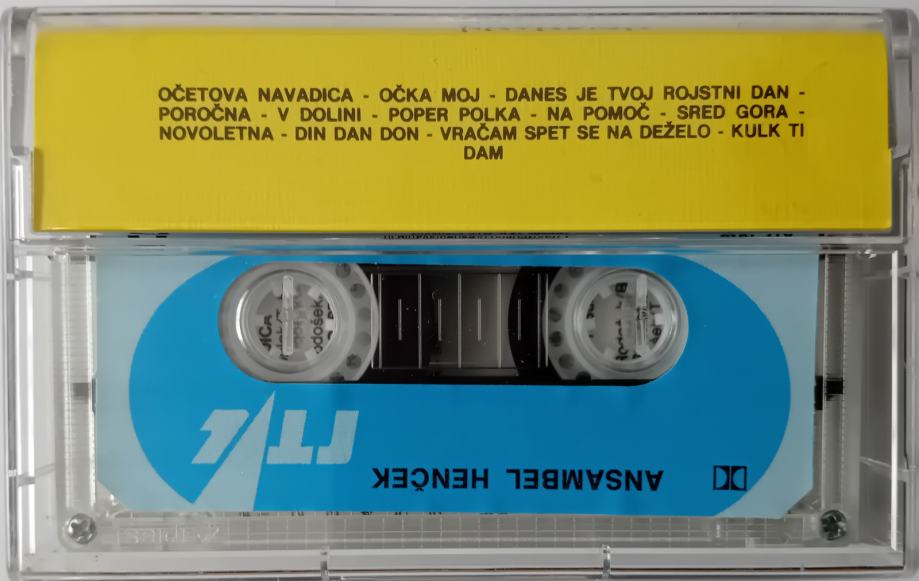 OČETOVA NAVADICA - OČKA MOJ - DANES JE TVOJ ROJSTNI DAN -
POROČNA - V DOLINI - POPER POLKA - NA POMOČ - SRED GORA -
NOVOLETNA - DIN DAN DON - VRAČAM SPET SE NA DEŽELO - KULK TI
DAM
ANSAMBEL HENČEK